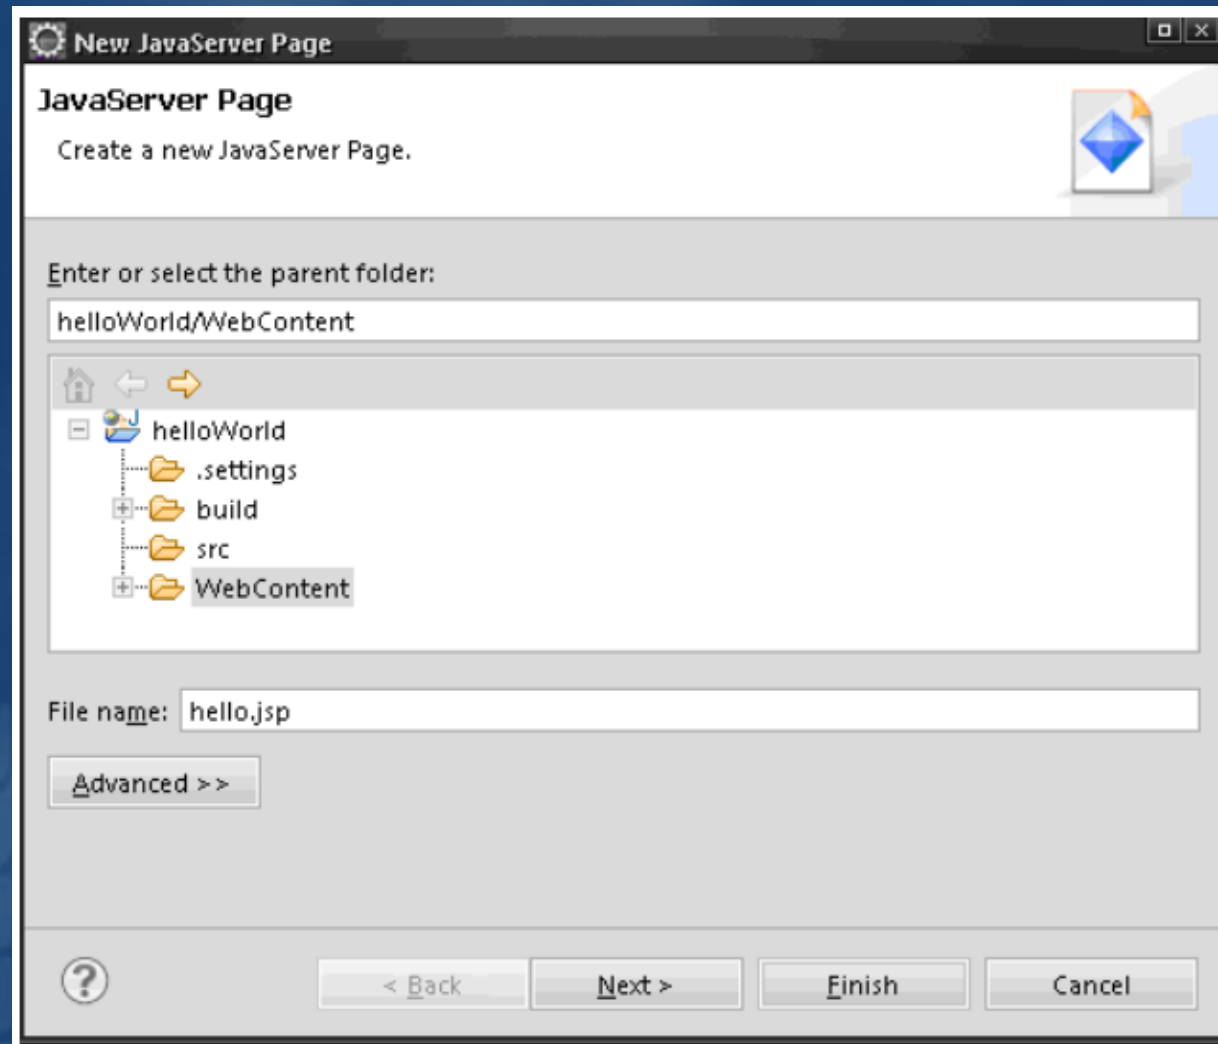 New JavaServer Page
JavaServer Page
Create a new JavaServer Page.
Enter or select the parent folder:
helloWorld/WebContent
helloWorld
.settings
build
src
WebContent
File name: hello.jsp
Advanced >>
? < Back Next > Finish Cancel